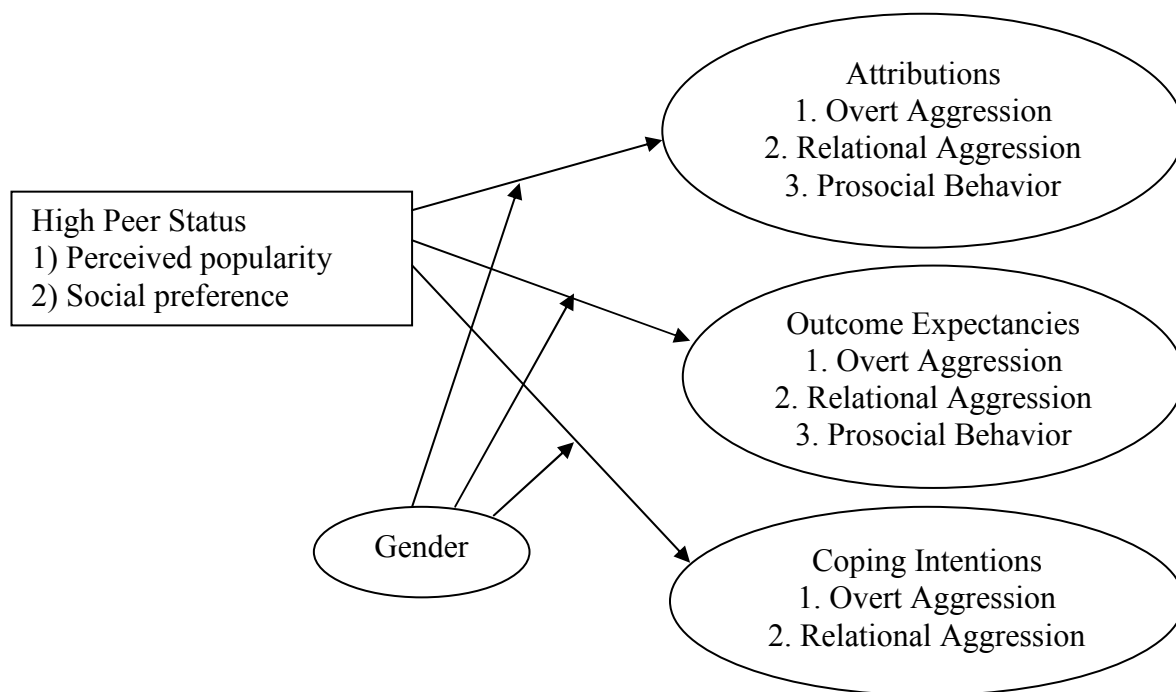 Attributions
1. Overt Aggression
2. Relational Aggression
3. Prosocial Behavior
High Peer Status
1) Perceived popularity
2) Social preference
Outcome Expectancies
1. Overt Aggression
2. Relational Aggression
3. Prosocial Behavior
Gender
Coping Intentions
1. Overt Aggression
2. Relational Aggression